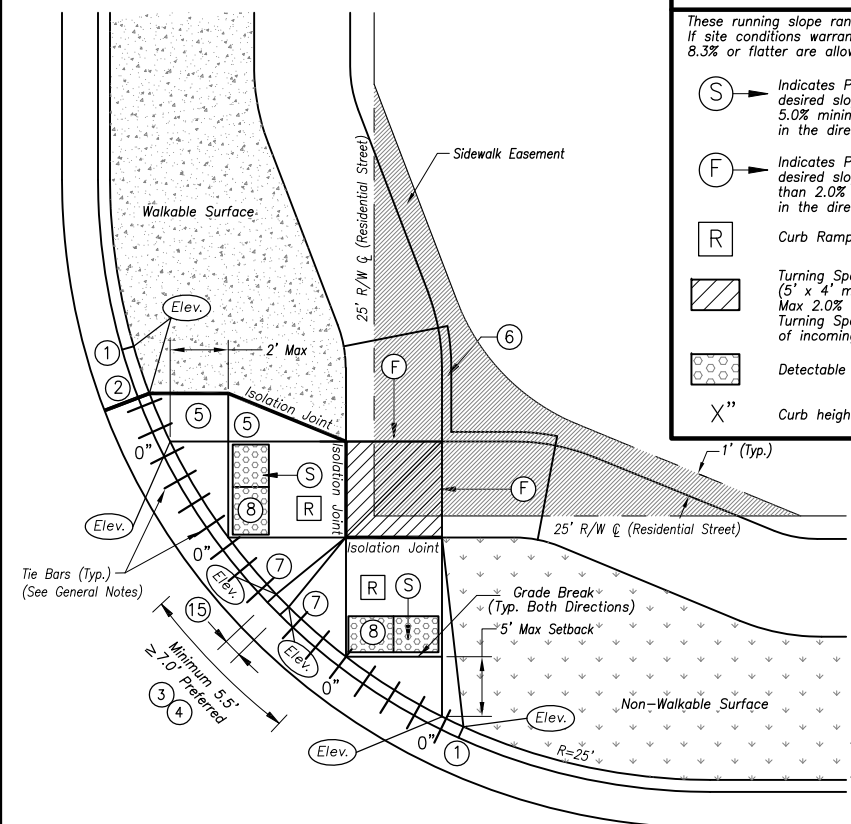 These running slope ran
If site conditions warran
8.3% or flatter are allow
S
Indicates P
desired slo
5.0% minin
in the dire
F
Indicates P
desired slo
than 2.0%
in the dire
R
Curb Ramp
Turning Spa
(5' x 4' m
Max 2.0%
Turning Spa
of incoming
Detectable
X"
Curb heigh
Sidewalk Easement
25' R/W ℄ (Residential Street)
Walkable Surface
Elev.
1
2
2' Max
F
6
5
5
Isolation Joint
Isolation Joint
0"
S
8
R
F
1' (Typ.)
25' R/W ℄ (Residential Street)
Elev.
0"
Isolation Joint
Tie Bars (Typ.)
(See General Notes)
Elev.
7
7
R
S
8
Grade Break
(Typ. Both Directions)
5' Max Setback
15
Elev.
Minimum 5.5'
≥ 7.0' Preferred
3
4
0"
Non-Walkable Surface
Elev.
Elev.
0"
1
R=25'